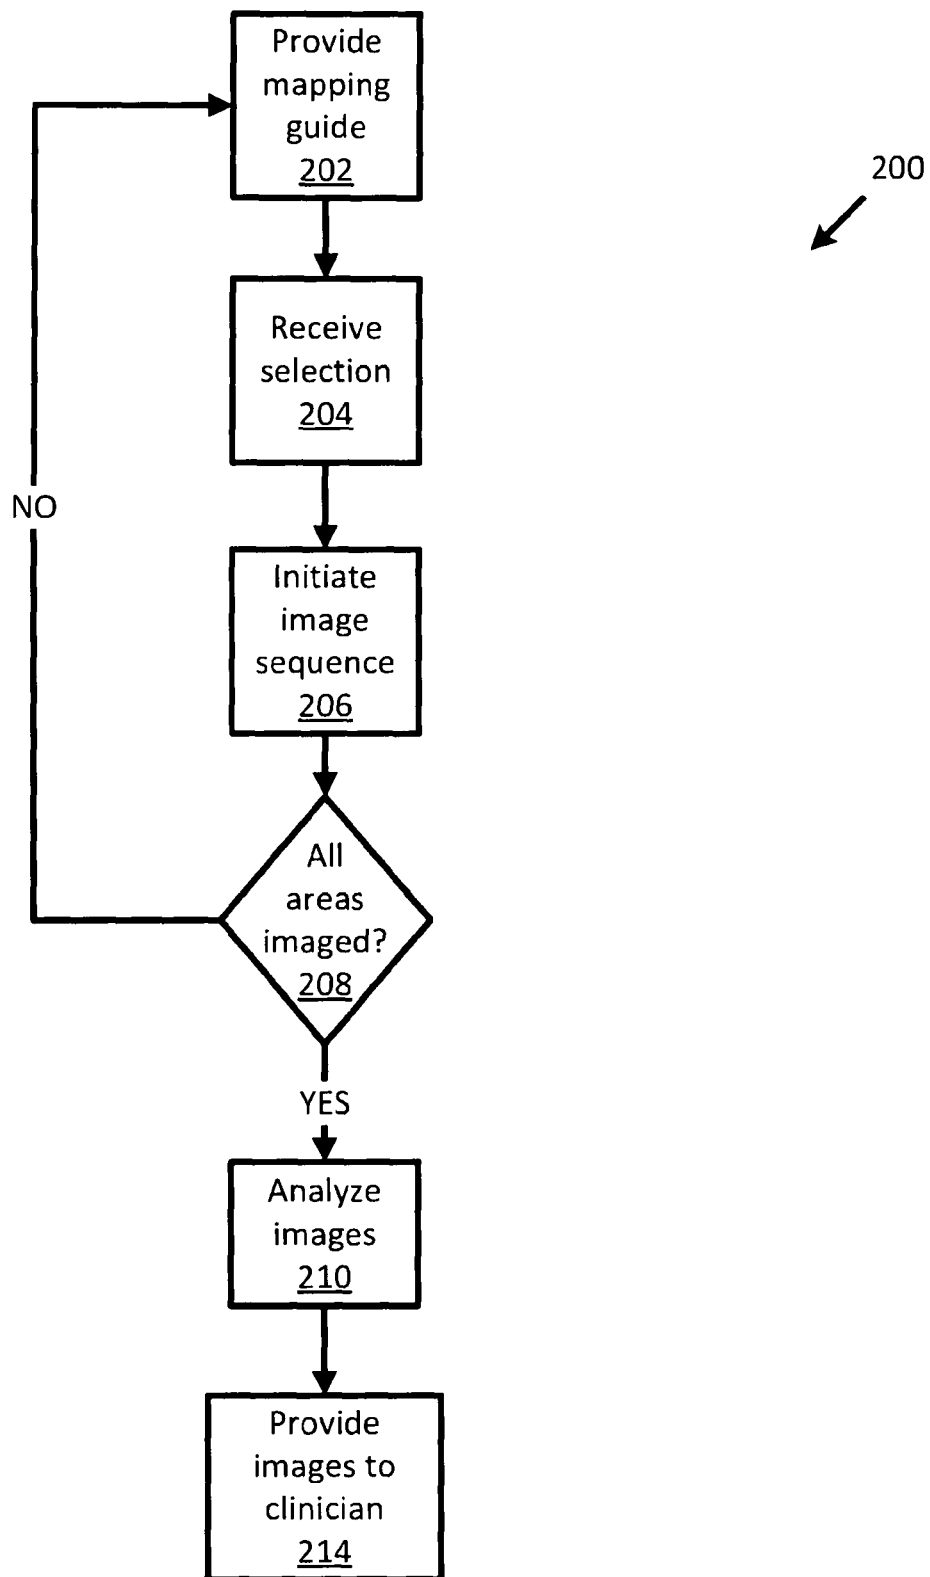 Provide
mapping
guide
202
200
Receive
selection
204
NO
Initiate
image
sequence
206
All
areas
imaged?
208
YES
Analyze
images
210
Provide
images to
clinician
214